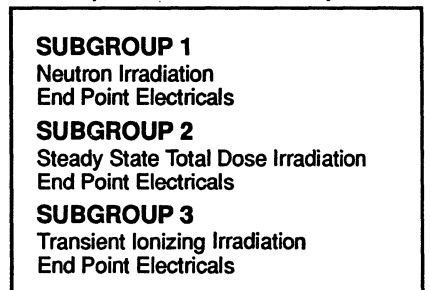 SUBGROUP 1
Neutron Irradiation
End Point Electricals
SUBGROUP 2
Steady State Total Dose Irradiation
End Point Electricals
SUBGROUP 3
Transient Ionizing Irradiation
End Point Electricals